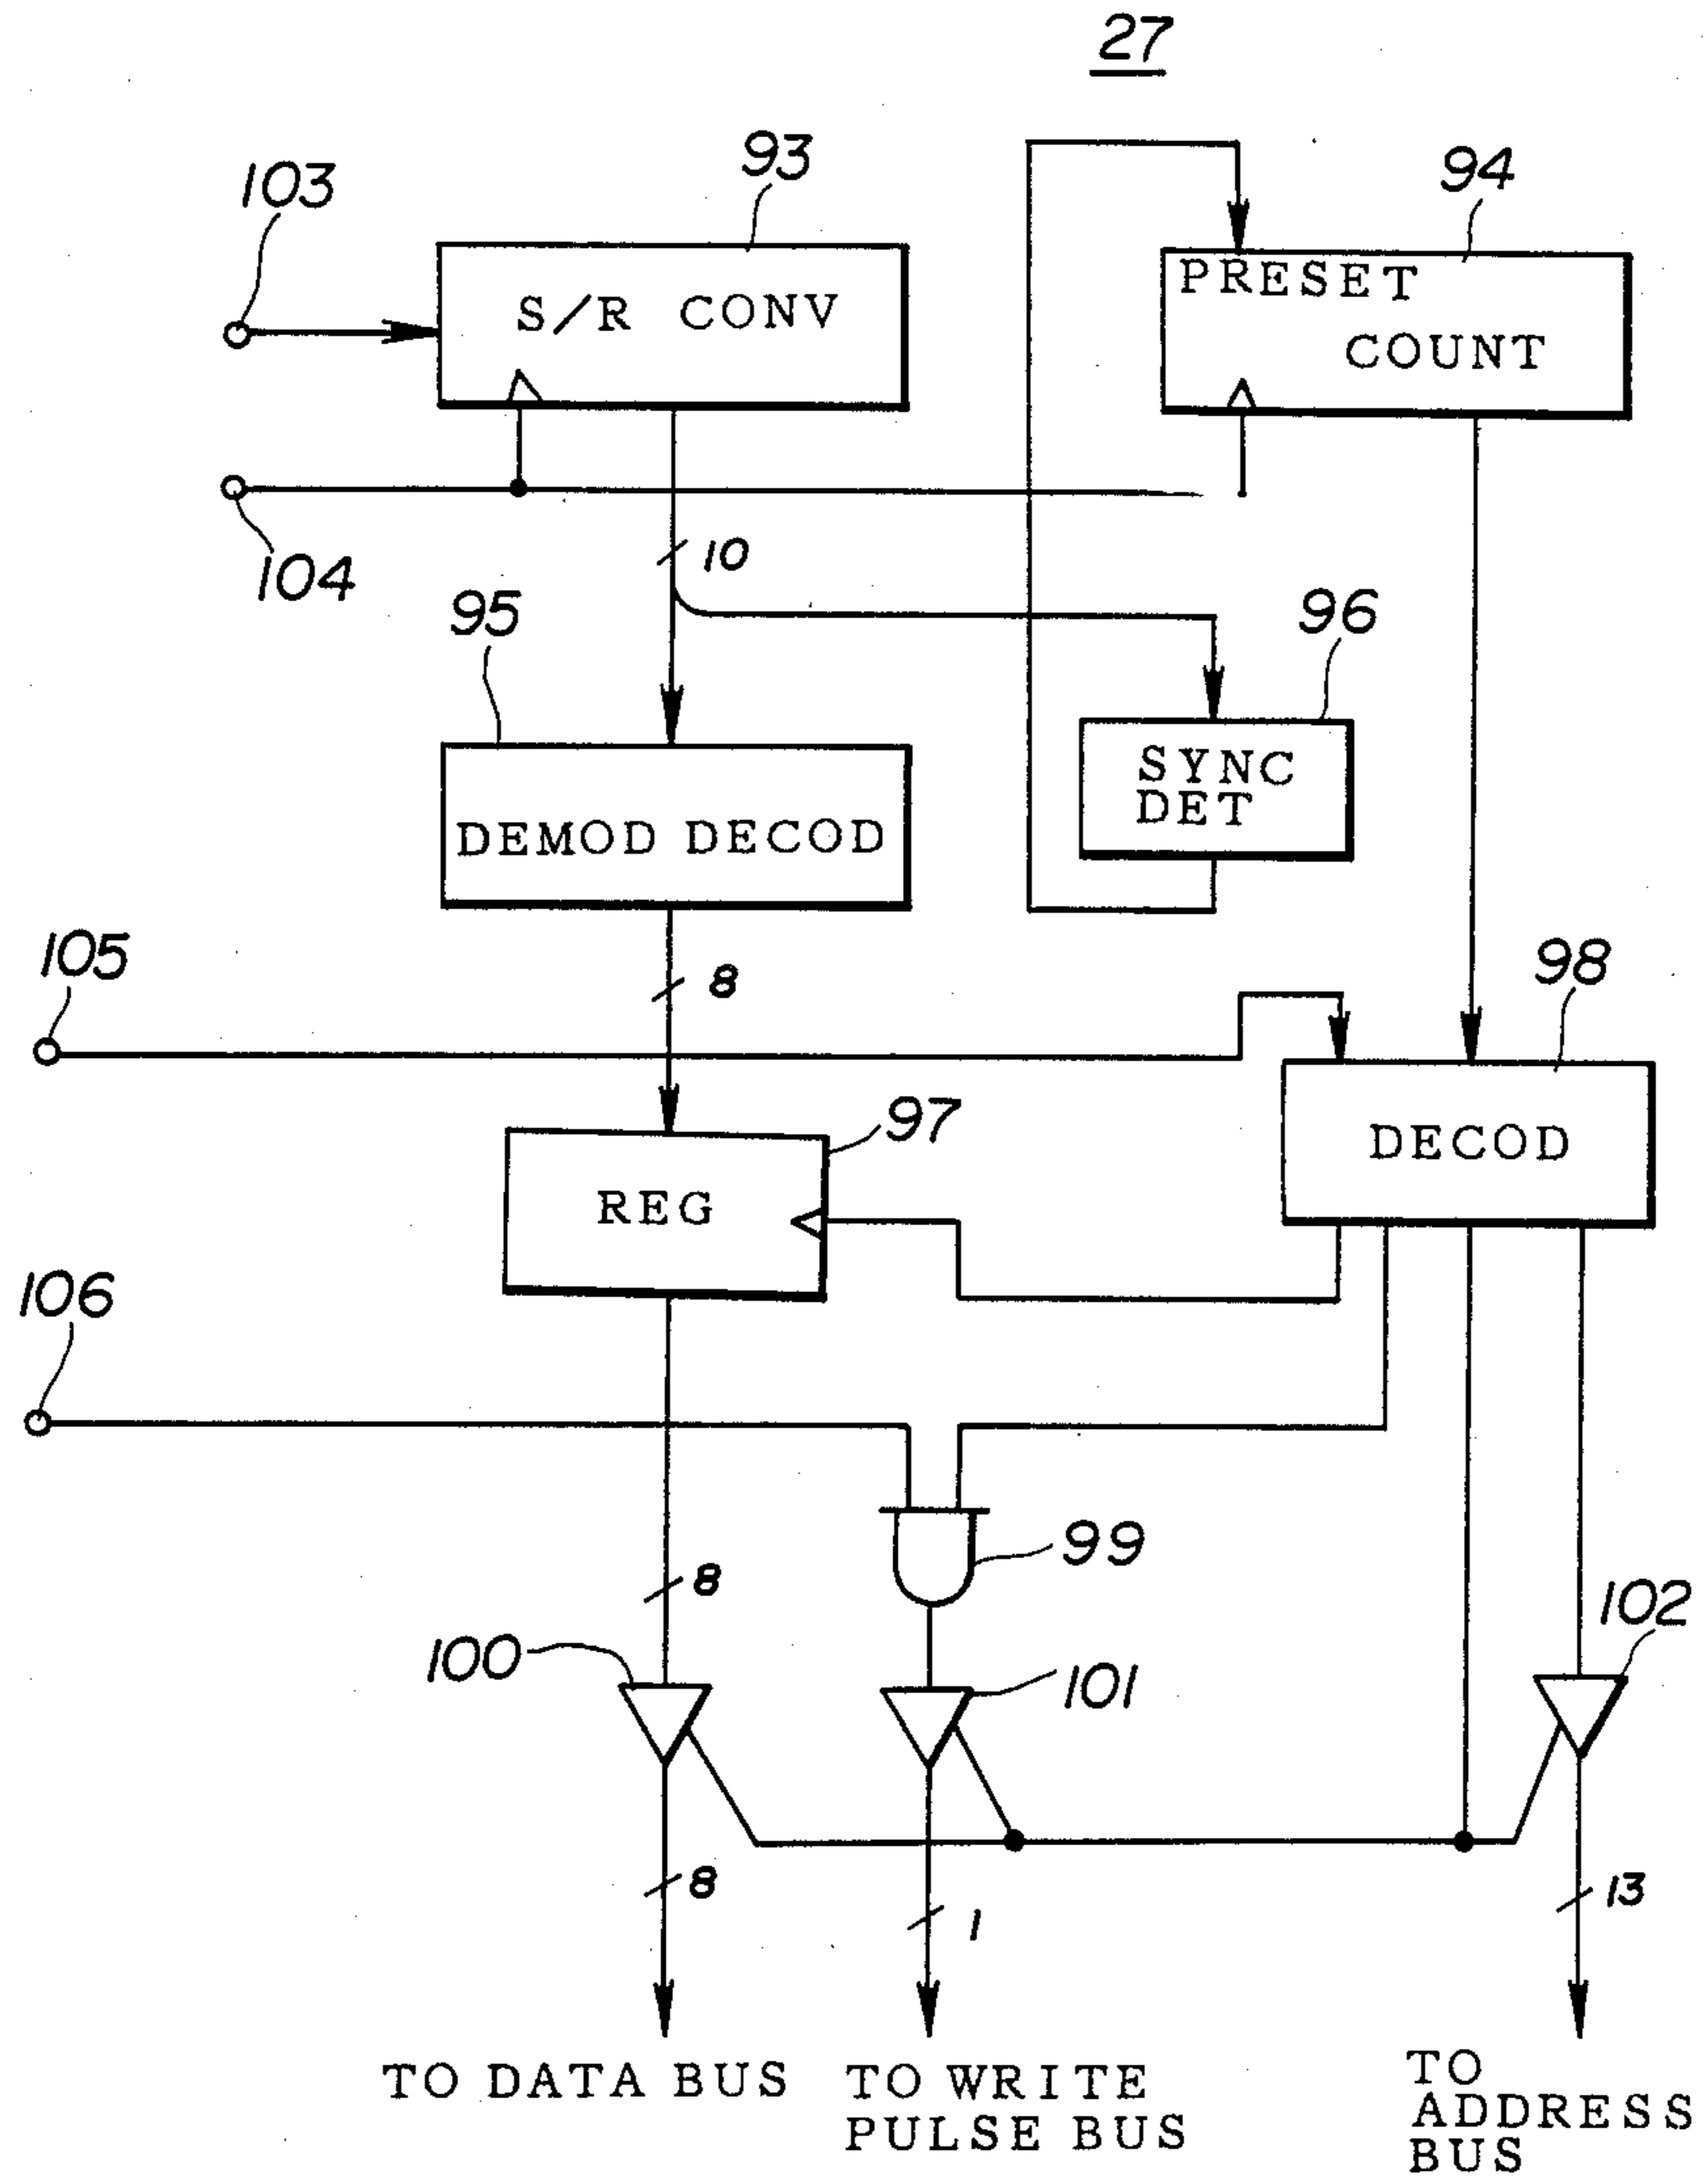 27
93
94
103
S/R CONV
PRESET
COUNT
104
10
95
96
SYNC
DET
DEMOD DECOD
105
8
98
97
DECOD
REG
106
99
8
102
100
101
8
13
1
TO DATA BUS
TO WRITE
PULSE BUS
TO
ADDRESS
BUS